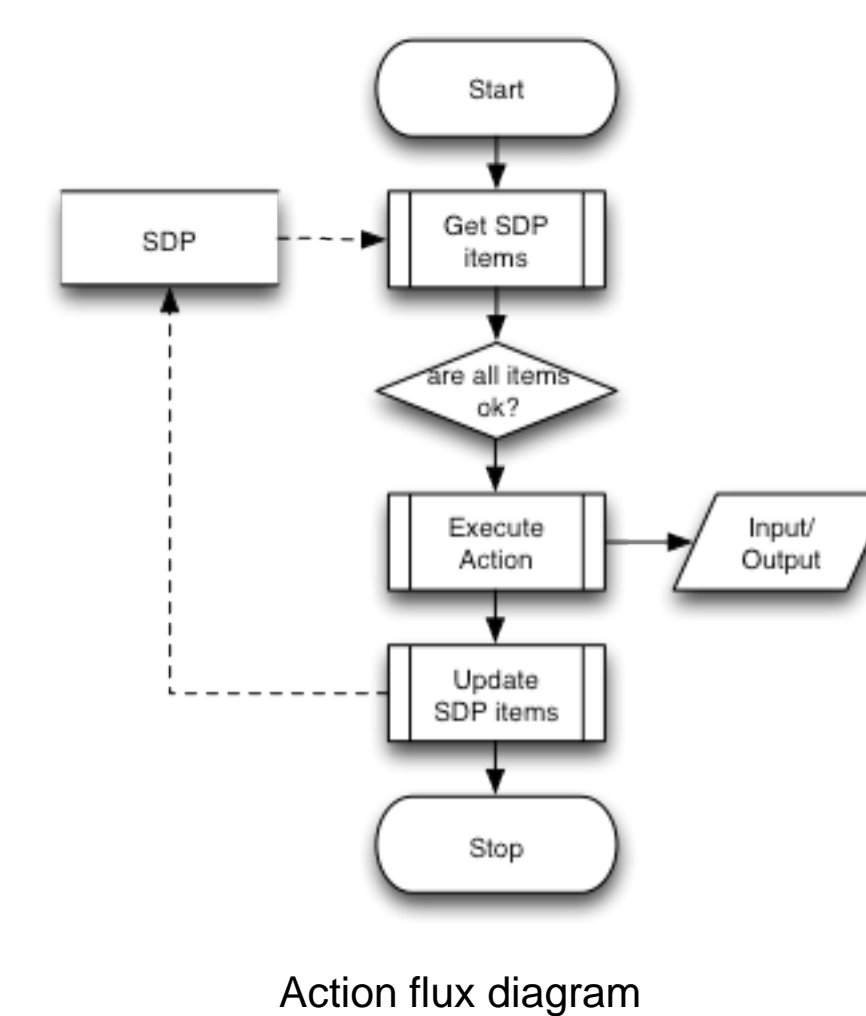 Start
SDP
Get SDP
items
are all items
ok?
Execute
Action
Input/
Output
Update
SDP items
Stop
Action flux diagram